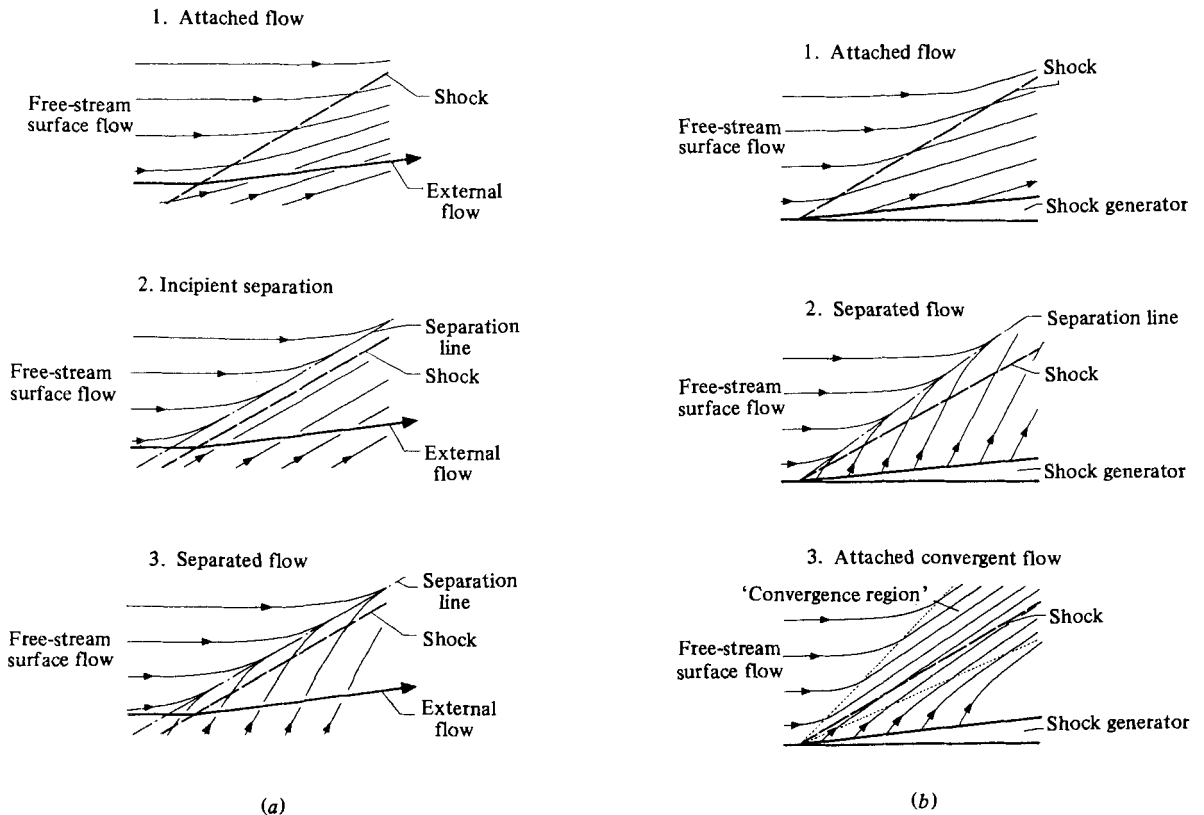 1. Attached flow
Free-stream
surface flow
Shock
External
flow
2. Incipient separation
Free-stream
surface flow
Separation
line
Shock
External
flow
3. Separated flow
Free-stream
surface flow
Separation
line
Shock
External
flow
(a)
1. Attached flow
Shock
Free-stream
surface flow
Shock generator
2. Separated flow
Separation line
Free-stream
surface flow
Shock
Shock generator
3. Attached convergent flow
'Convergence region'
Free-stream
surface flow
Shock
Shock generator
(b)